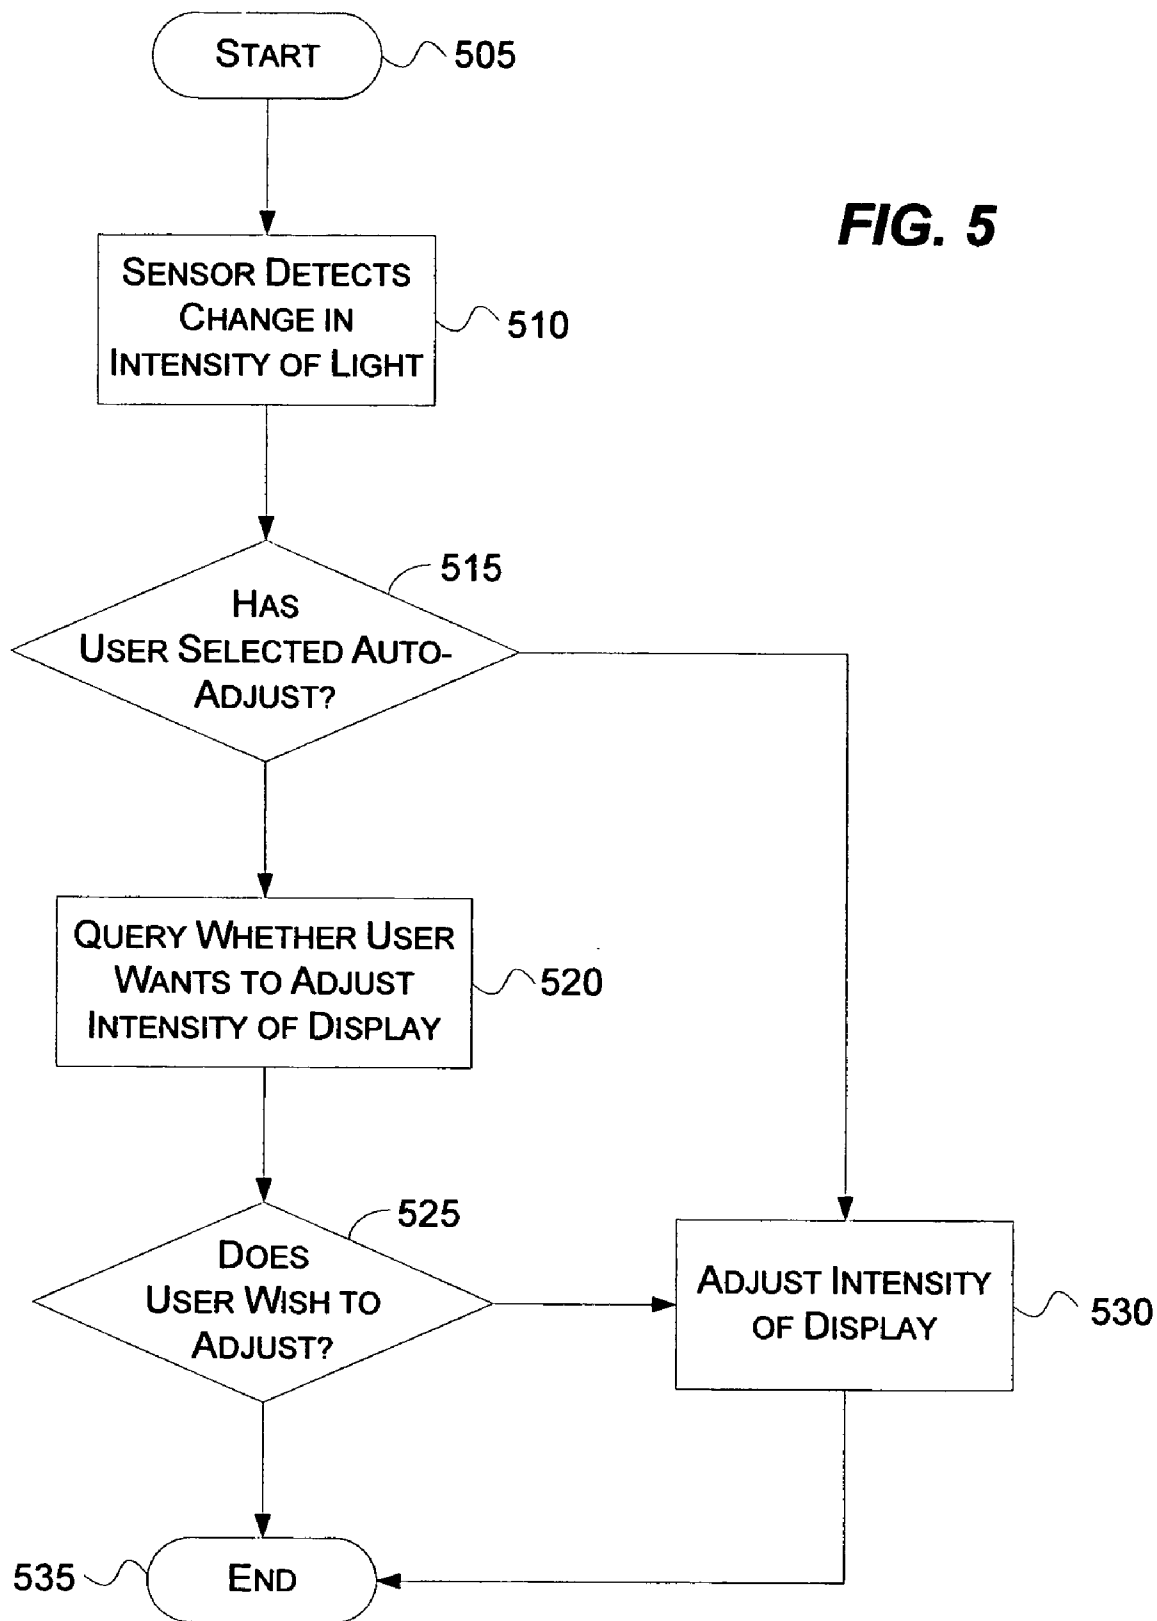 START
505
FIG. 5
SENSOR DETECTS
CHANGE IN
INTENSITY OF LIGHT
510
515
HAS
USER SELECTED AUTO-
ADJUST?
QUERY WHETHER USER
WANTS TO ADJUST
INTENSITY OF DISPLAY
520
525
DOES
USER WISH TO
ADJUST?
ADJUST INTENSITY
OF DISPLAY
530
535
END